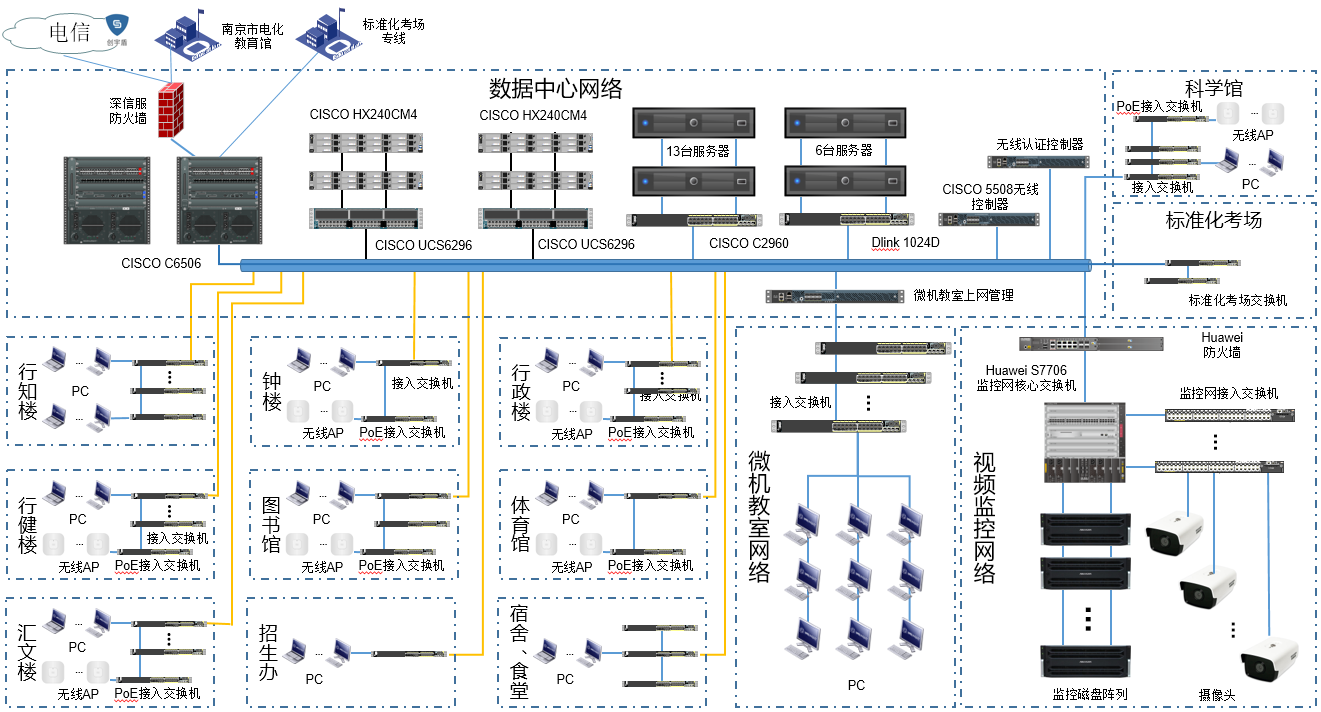 电信
创宇盾
南京市电化
教育馆
标准化考场
专线
数据中心网络
深信服
防火墙
CISCO HX240CM4
CISCO HX240CM4
13台服务器
6台服务器
无线认证控制器
CISCO 5508无线
控制器
CISCO C6506
CISCO UCS6296
CISCO UCS6296
CISCO C2960
Dlink 1024D
微机教室上网管理
科学馆
PoE接入交换机
...
无线AP
...
PC
接入交换机
标准化考场
标准化考场交换机
行知楼
...
PC
...
钟楼
...
PC
接入交换机
...
无线AP
PoE接入交换机
行政楼
...
PC
接入交换机
...
无线AP
PoE接入交换机
行健楼
...
PC
接入交换机
...
无线AP
PoE接入交换机
图书馆
...
PC
...
无线AP
PoE接入交换机
体育馆
...
PC
...
无线AP
PoE接入交换机
汇文楼
...
PC
...
无线AP
PoE接入交换机
招生办
...
PC
宿舍、食堂
...
PC
接入交换机
微机教室网络
PC
Huawei
防火墙
Huawei S7706
监控网核心交换机
监控网接入交换机
视频监控网络
监控磁盘阵列
摄像头